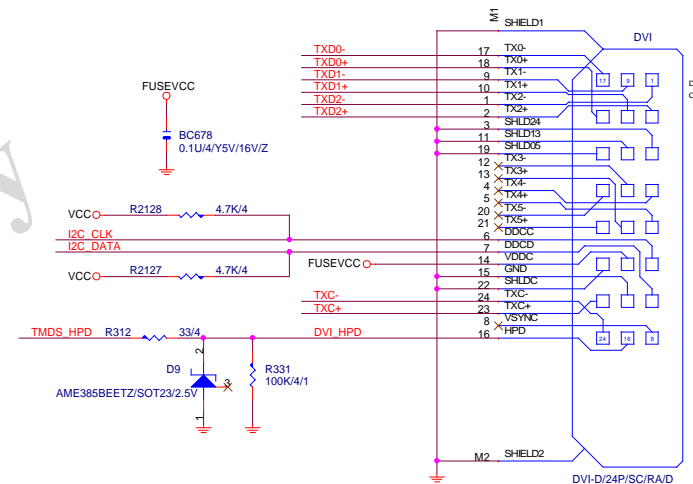 M1
SHIELD1
DVI
TXD0- 17 TX0-
TXD0+ 18 TX0+
TXD1- 9 TX1-
TXD1+ 10 TX1+
TXD2- 1 TX2-
TXD2+ 2 TX2+
3 SHLD24
11 SHLD13
19 SHLD05
12 TX3-
13 TX3+
4 TX4-
5 TX4+
20 TX5-
21 TX5+
17 9 1
FUSEVCC
BC678
0.1U/4/Y5V/16V/Z
y
VCC R2128 4.7K/4
I2C_CLK 6 DDCC
I2C_DATA 7 DDCD
FUSEVCC 14 VDDC
VCC R2127 4.7K/4
15 GND
22 SHLDC
TXC- 24 TXC-
TXC+ 23 TXC+
8 VSYNC
TMDS_HPD R312 33/4 DVI_HPD 16 HPD
24 16 8
2
D9
3
R331
100K/4/1
AME385BEETZ/SOT23/2.5V
1
M2 SHIELD2
DVI-D/24P/SC/RA/D